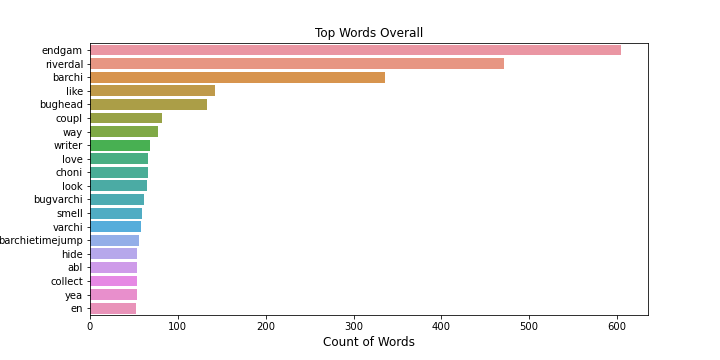 Top Words Overall
endgam
riverdal
barchi
like
bughead
coupl
way
writer
love
choni
look
bugvarchi
smell
varchi
barchietimejump
hide
abl
collect
yea
en
0 100 200 300 400 500 600
Count of Words